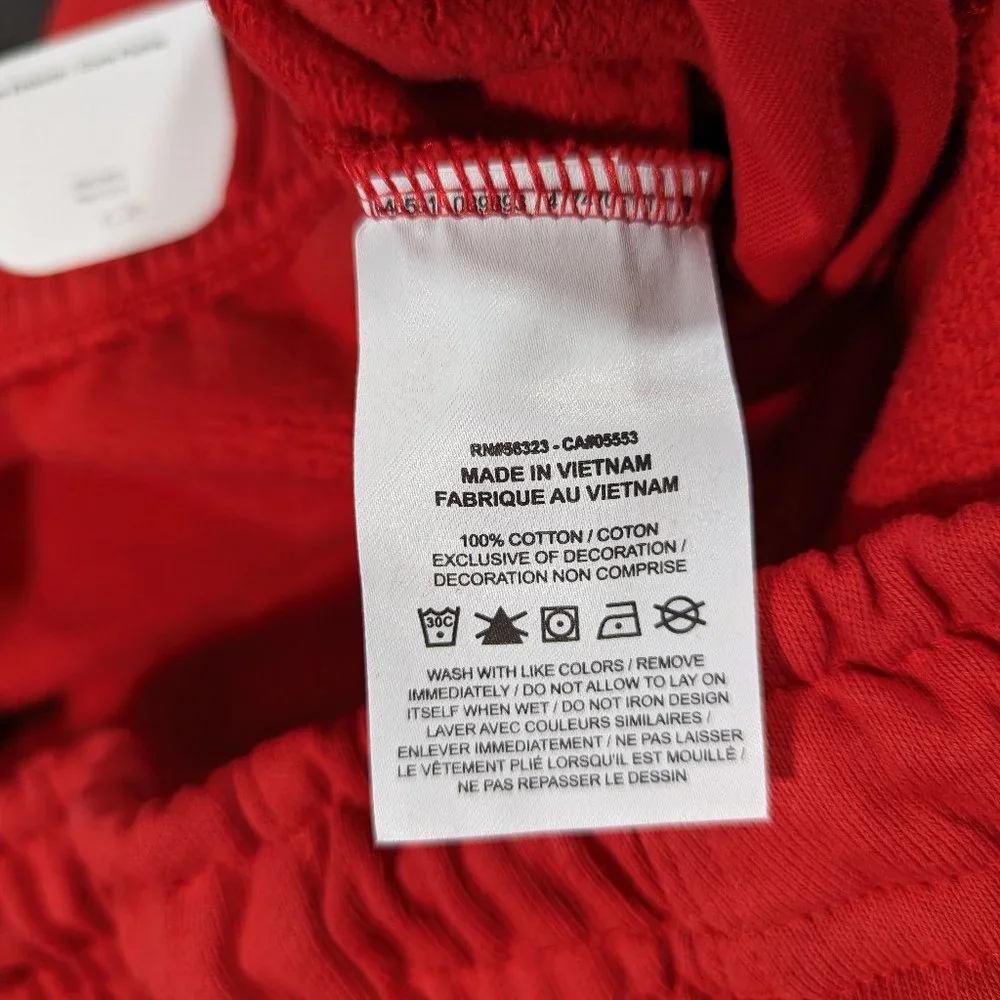 RN#56323 - CA#05553
MADE IN VIETNAM
FABRIQUE AU VIETNAM
100% COTTON / COTON
EXCLUSIVE OF DECORATION /
DECORATION NON COMPRISE
30C
WASH WITH LIKE COLORS / REMOVE
IMMEDIATELY / DO NOT ALLOW TO LAY ON
ITSELF WHEN WET / DO NOT IRON DESIGN
LAVER AVEC COULEURS SIMILAIRES /
ENLEVER IMMEDIATEMENT / NE PAS LAISSER
LE VÊTEMENT PLIÉ LORSQU'IL EST MOUILLÉ /
NE PAS REPASSER LE DESSIN